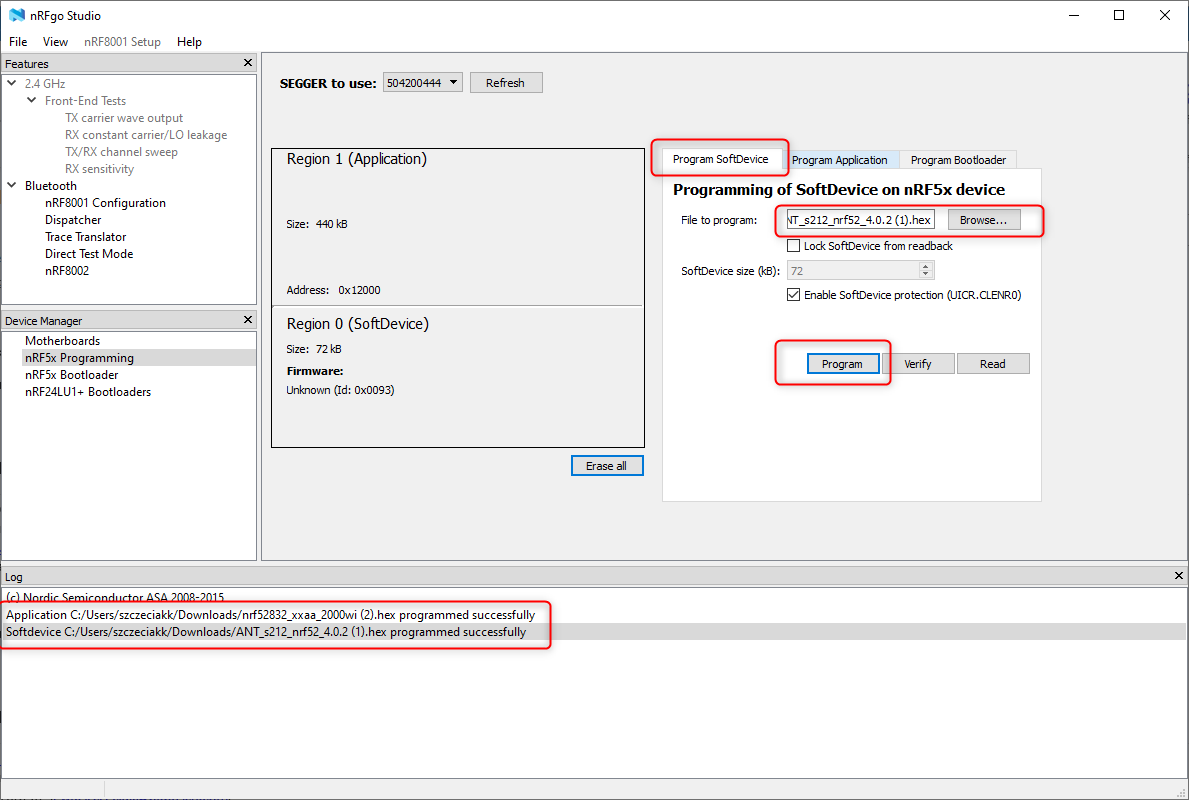 nRFgo Studio
File View nRF8001 Setup Help
Features
2.4 GHz
Front-End Tests
TX carrier wave output
RX constant carrier/LO leakage
TX/RX channel sweep
RX sensitivity
Bluetooth
nRF8001 Configuration
Dispatcher
Trace Translator
Direct Test Mode
nRF8002
Device Manager
Motherboards
nRF5x Programming
nRF5x Bootloader
nRF24LU1+ Bootloaders
SEGGER to use: 504200444 Refresh
Region 1 (Application)
Size: 440 kB
Address: 0x12000
Region 0 (SoftDevice)
Size: 72 kB
Firmware:
Unknown (Id: 0x0093)
Erase all
Program SoftDevice Program Application Program Bootloader
Programming of SoftDevice on nRF5x device
File to program: NT_s212_nrf52_4.0.2 (1).hex Browse...
Lock SoftDevice from readback
SoftDevice size (kB): 72
Enable SoftDevice protection (UICR.CLENR0)
Program Verify Read
Log
(c) Nordic Semiconductor ASA 2008-2015
Application C:/Users/szczeciakk/Downloads/nrf52832_xxaa_2000wi (2).hex programmed successfully
Softdevice C:/Users/szczeciakk/Downloads/ANT_s212_nrf52_4.0.2 (1).hex programmed successfully